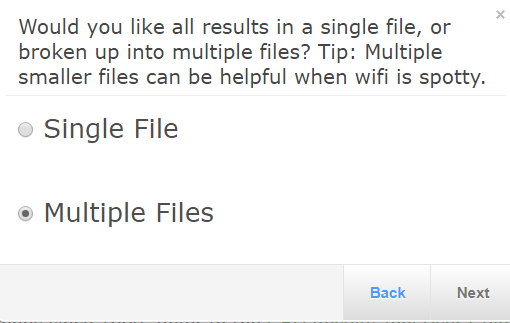 ×
Would you like all results in a single file, or
broken up into multiple files? Tip: Multiple
smaller files can be helpful when wifi is spotty.
Single File
Multiple Files
Back Next